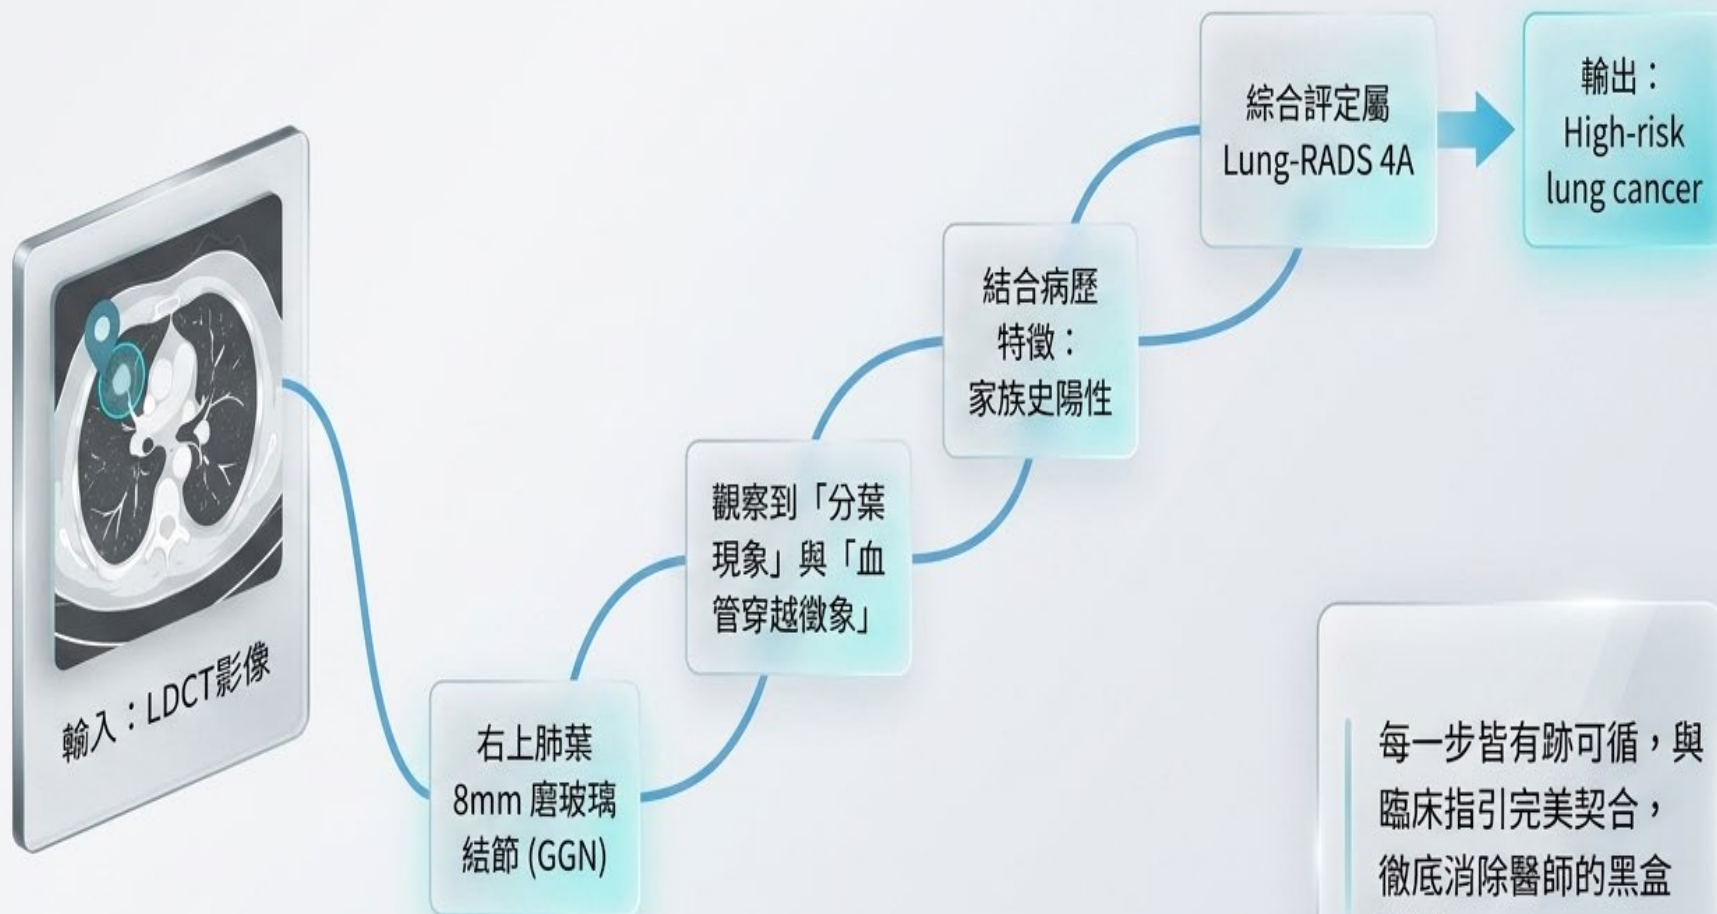 輸入：LDCT影像
右上肺葉
8mm 磨玻璃
結節 (GGN)
觀察到「分葉
現象」與「血
管穿越徵象」
結合病歷
特徵：
家族史陽性
綜合評定屬
Lung-RADS 4A
輸出：
High-risk
lung cancer
每一步皆有跡可循，與
臨床指引完美契合，
徹底消除醫師的黑盒